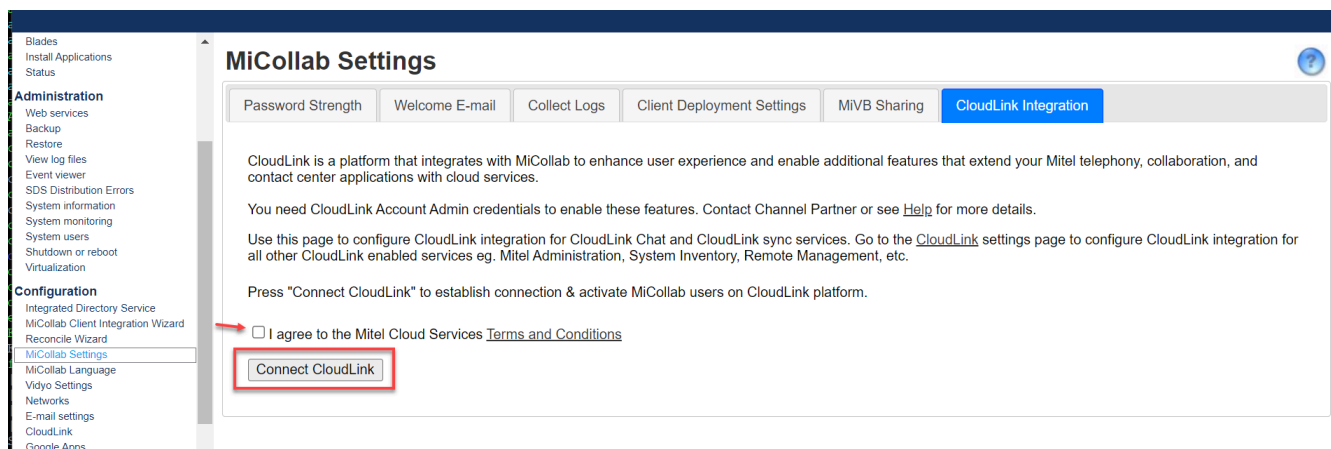 Blades
Install Applications
Status
Administration
Web services
Backup
Restore
View log files
Event viewer
SDS Distribution Errors
System information
System monitoring
System users
Shutdown or reboot
Virtualization
Configuration
Integrated Directory Service
MiCollab Client Integration Wizard
Reconcile Wizard
MiCollab Settings
MiCollab Language
Vidyo Settings
Networks
E-mail settings
CloudLink
Google Apps
MiCollab Settings
?
Password Strength
Welcome E-mail
Collect Logs
Client Deployment Settings
MiVB Sharing
CloudLink Integration
CloudLink is a platform that integrates with MiCollab to enhance user experience and enable additional features that extend your Mitel telephony, collaboration, and
contact center applications with cloud services.
You need CloudLink Account Admin credentials to enable these features. Contact Channel Partner or see Help for more details.
Use this page to configure CloudLink integration for CloudLink Chat and CloudLink sync services. Go to the CloudLink settings page to configure CloudLink integration for
all other CloudLink enabled services eg. Mitel Administration, System Inventory, Remote Management, etc.
Press "Connect CloudLink" to establish connection & activate MiCollab users on CloudLink platform.
I agree to the Mitel Cloud Services Terms and Conditions
Connect CloudLink